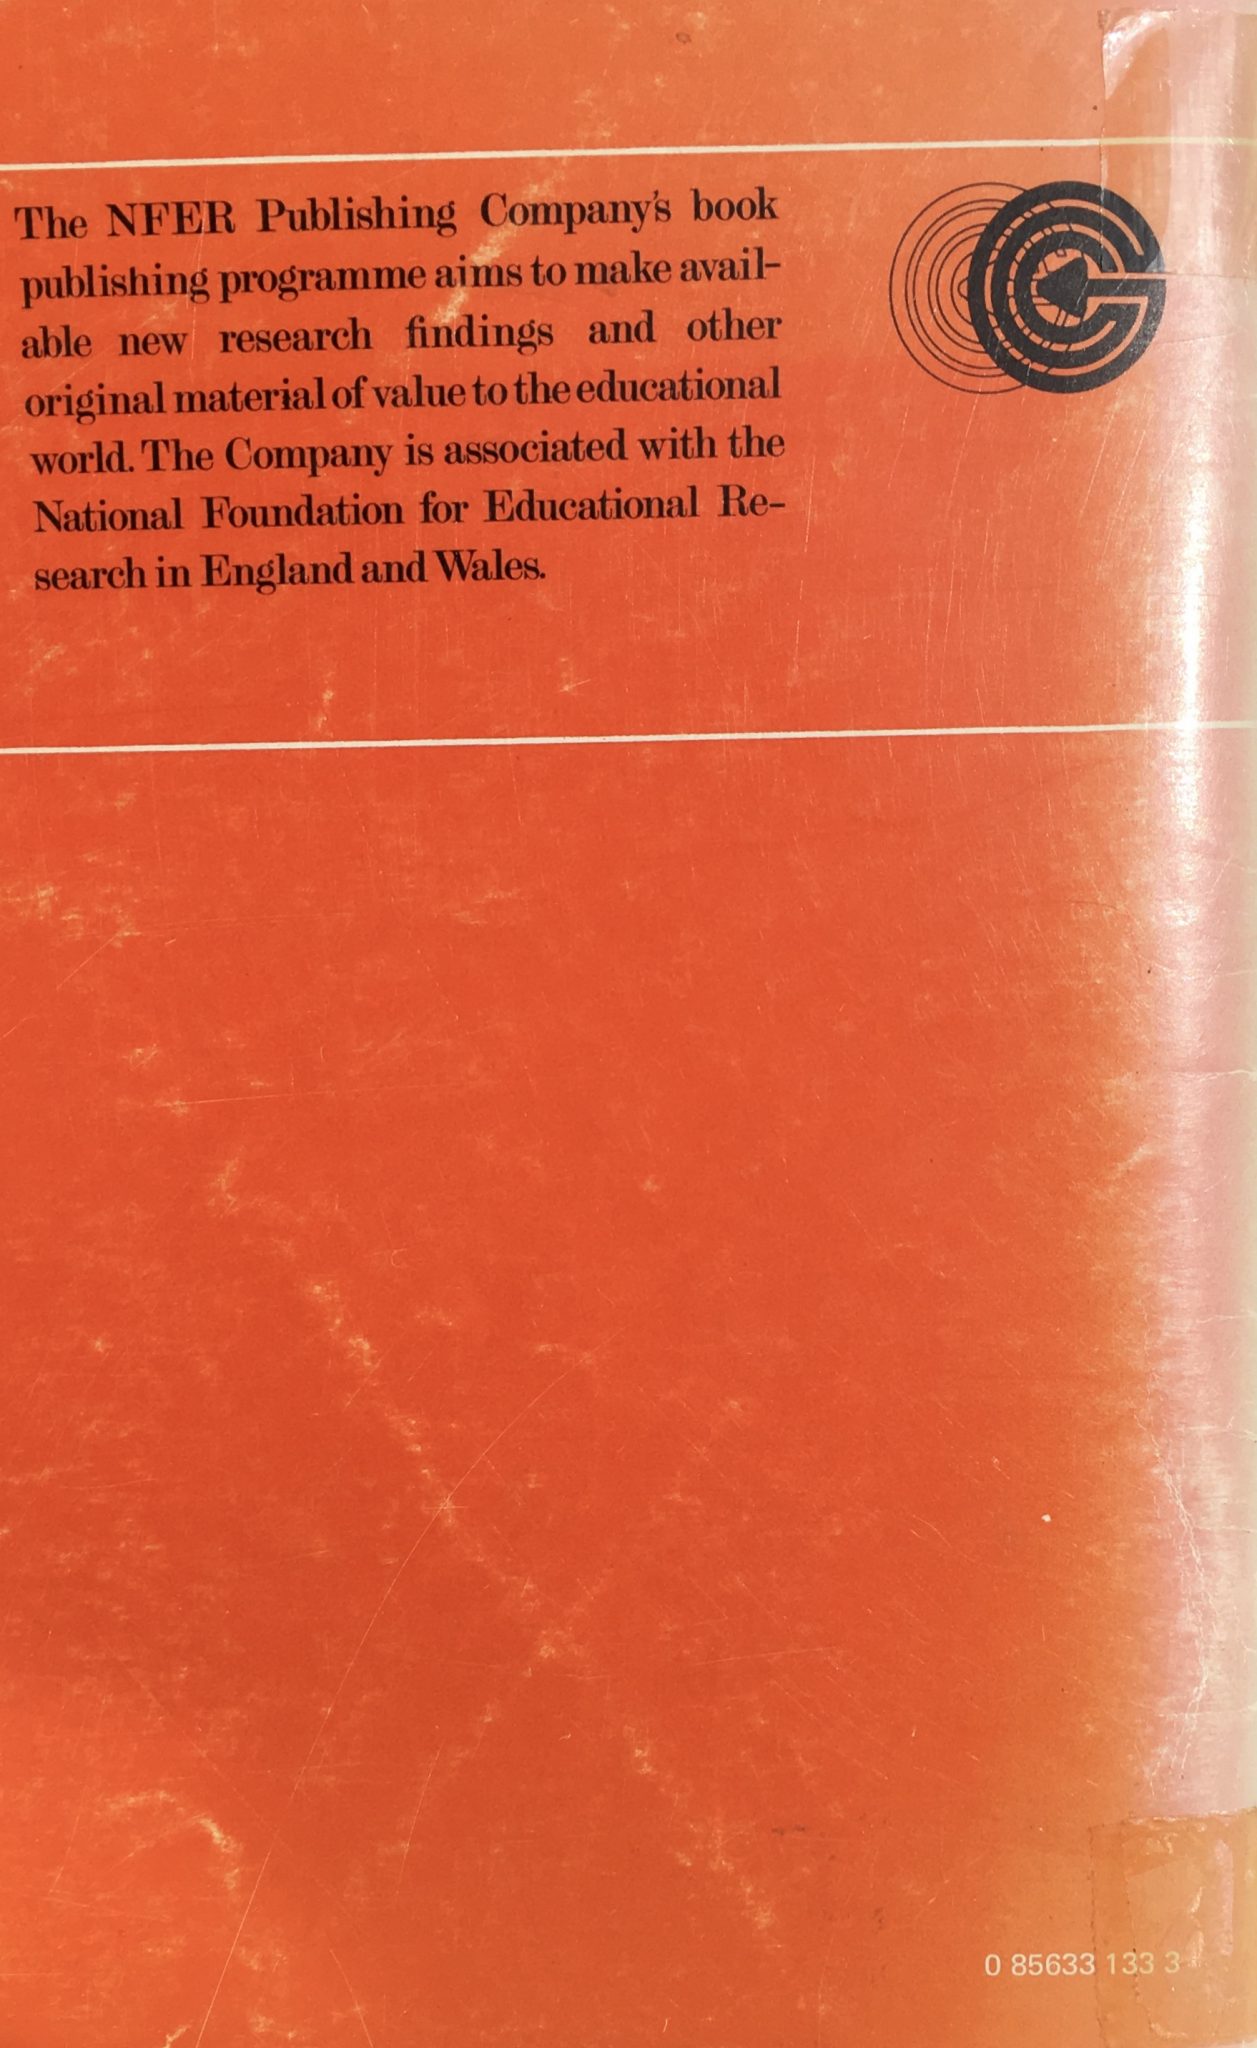 The NFER Publishing Company's book
publishing programme aims to make avail-
able new research findings and other
original material of value to the educational
world. The Company is associated with the
National Foundation for Educational Re-
search in England and Wales.
0 85633 133 3